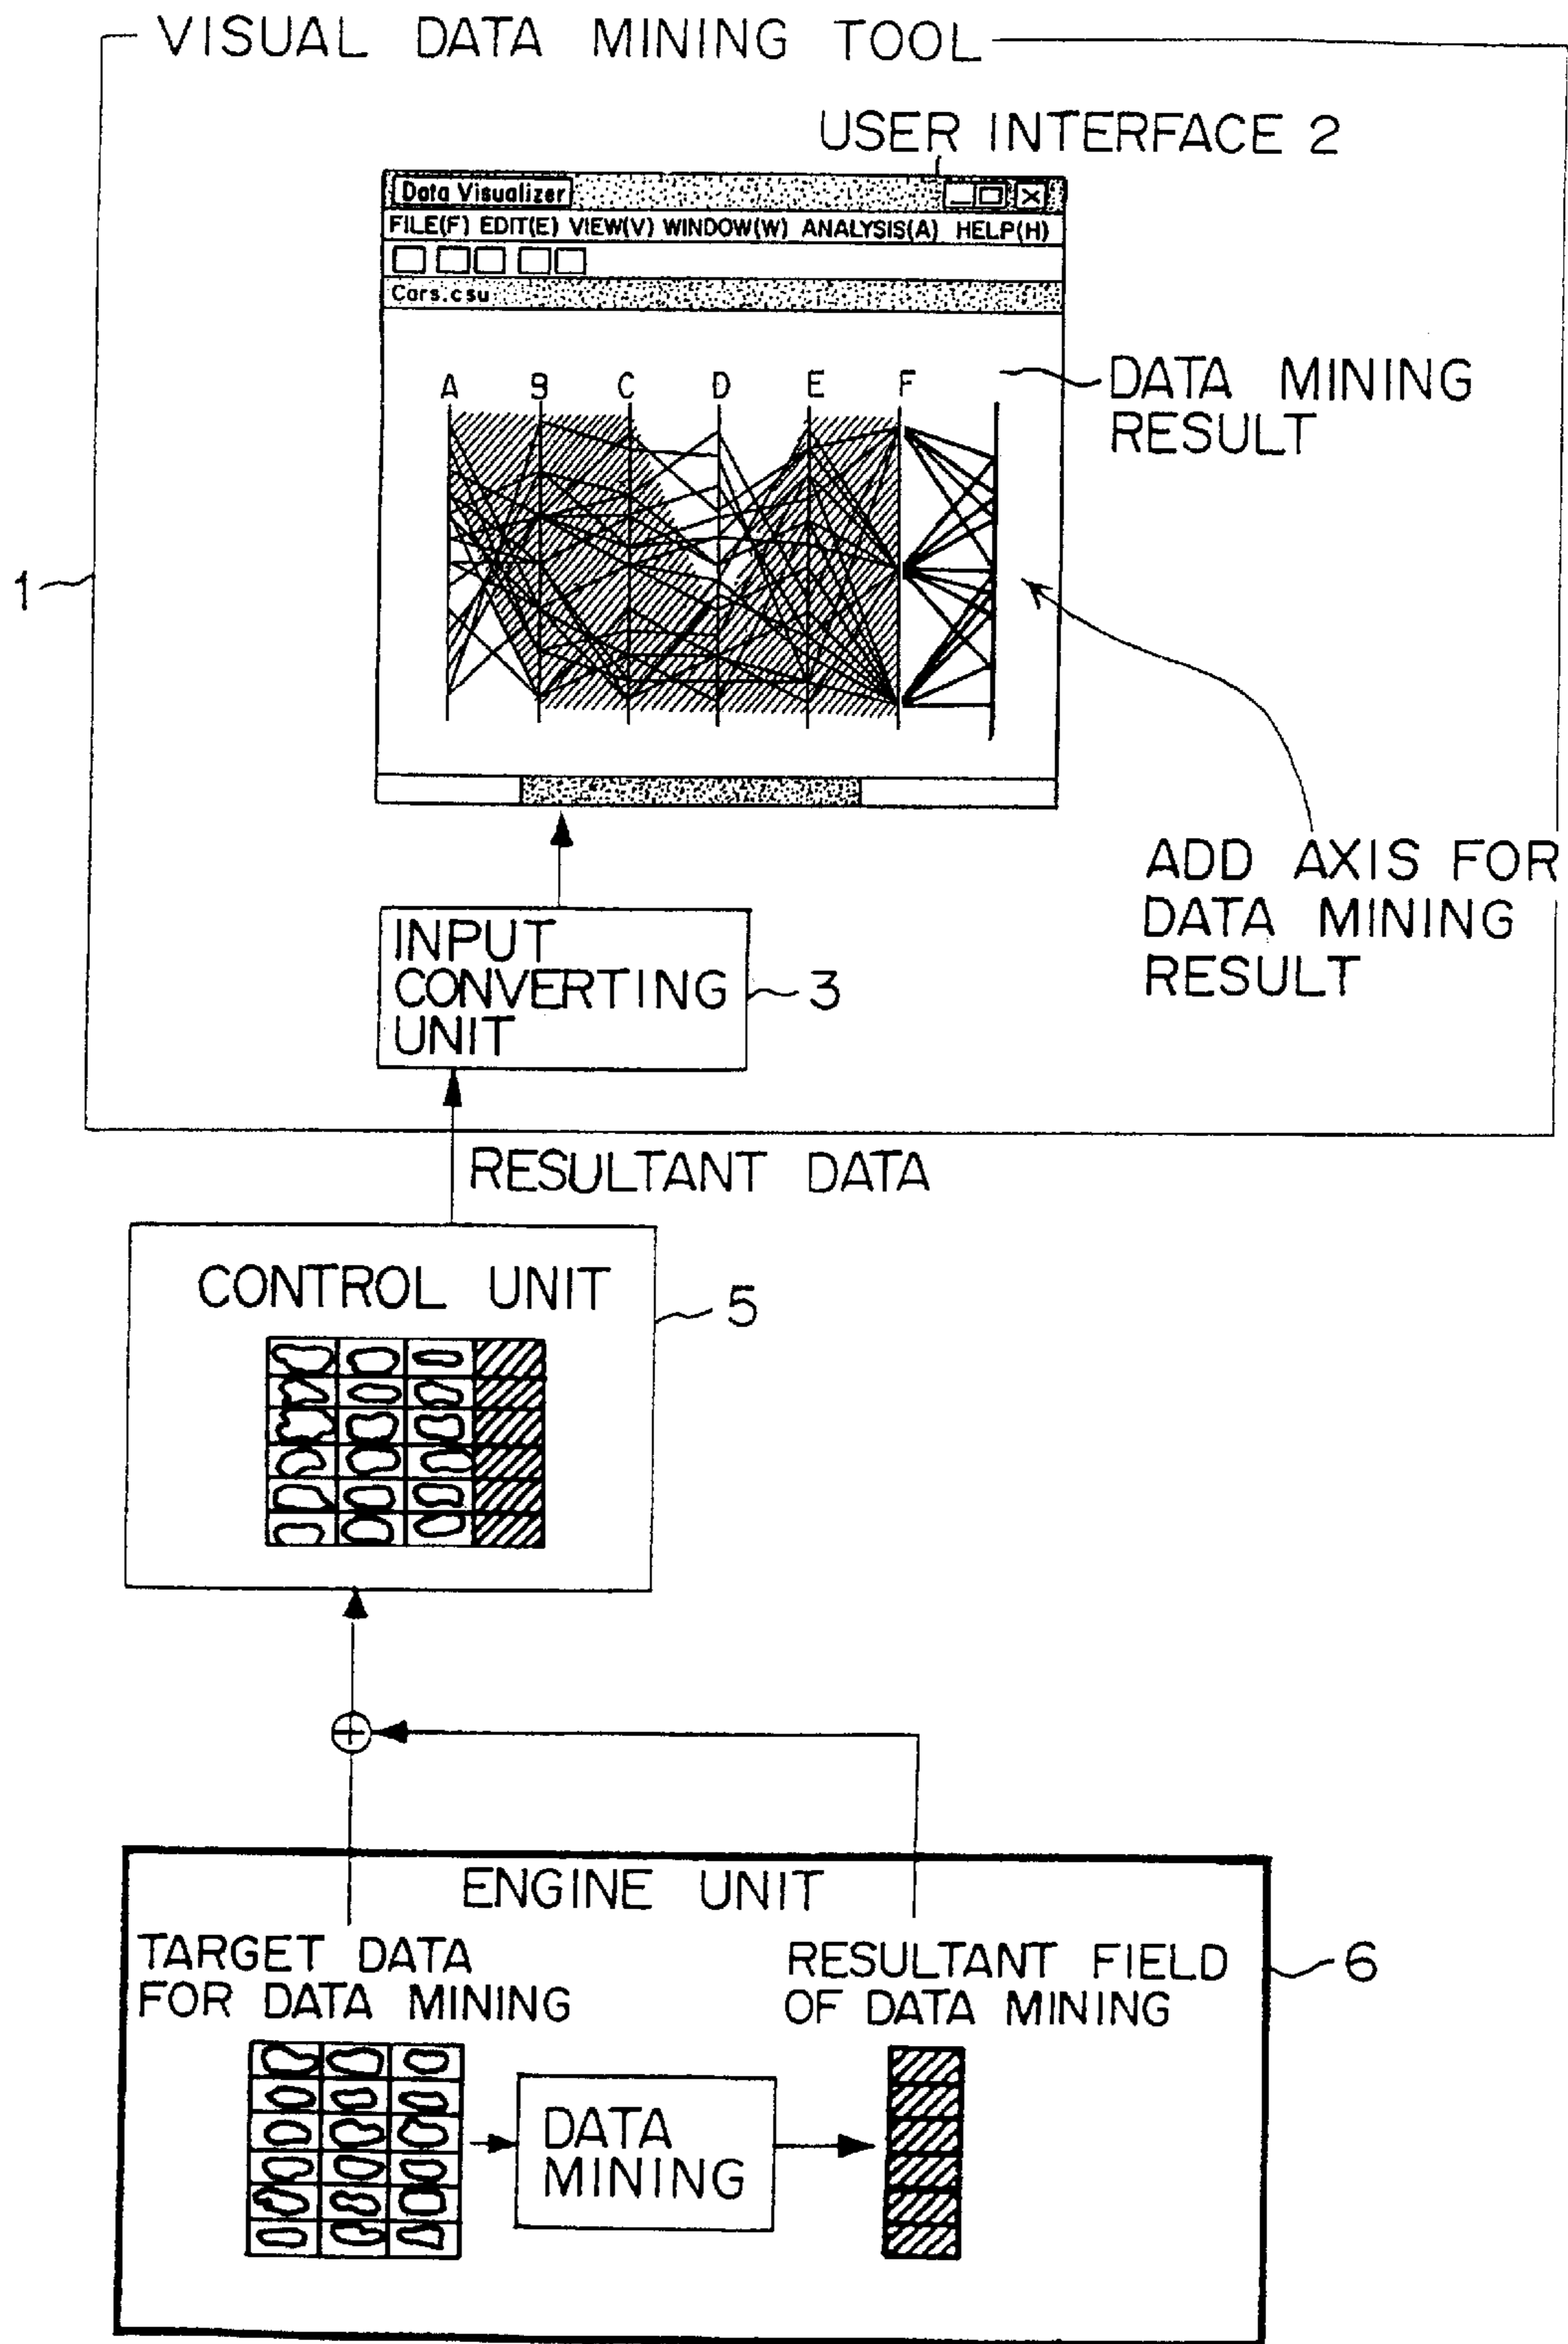 VISUAL DATA MINING TOOL
USER INTERFACE 2
Data Visualizer
FILE(F) EDIT(E) VIEW(V) WINDOW(W) ANALYSIS(A) HELP(H)
Cars.csu
A B C D E F
DATA MINING
RESULT
1
ADD AXIS FOR
DATA MINING
RESULT
INPUT
CONVERTING
UNIT
3
RESULTANT DATA
CONTROL UNIT
5
ENGINE UNIT
TARGET DATA
FOR DATA MINING
RESULTANT FIELD
OF DATA MINING
6
DATA
MINING